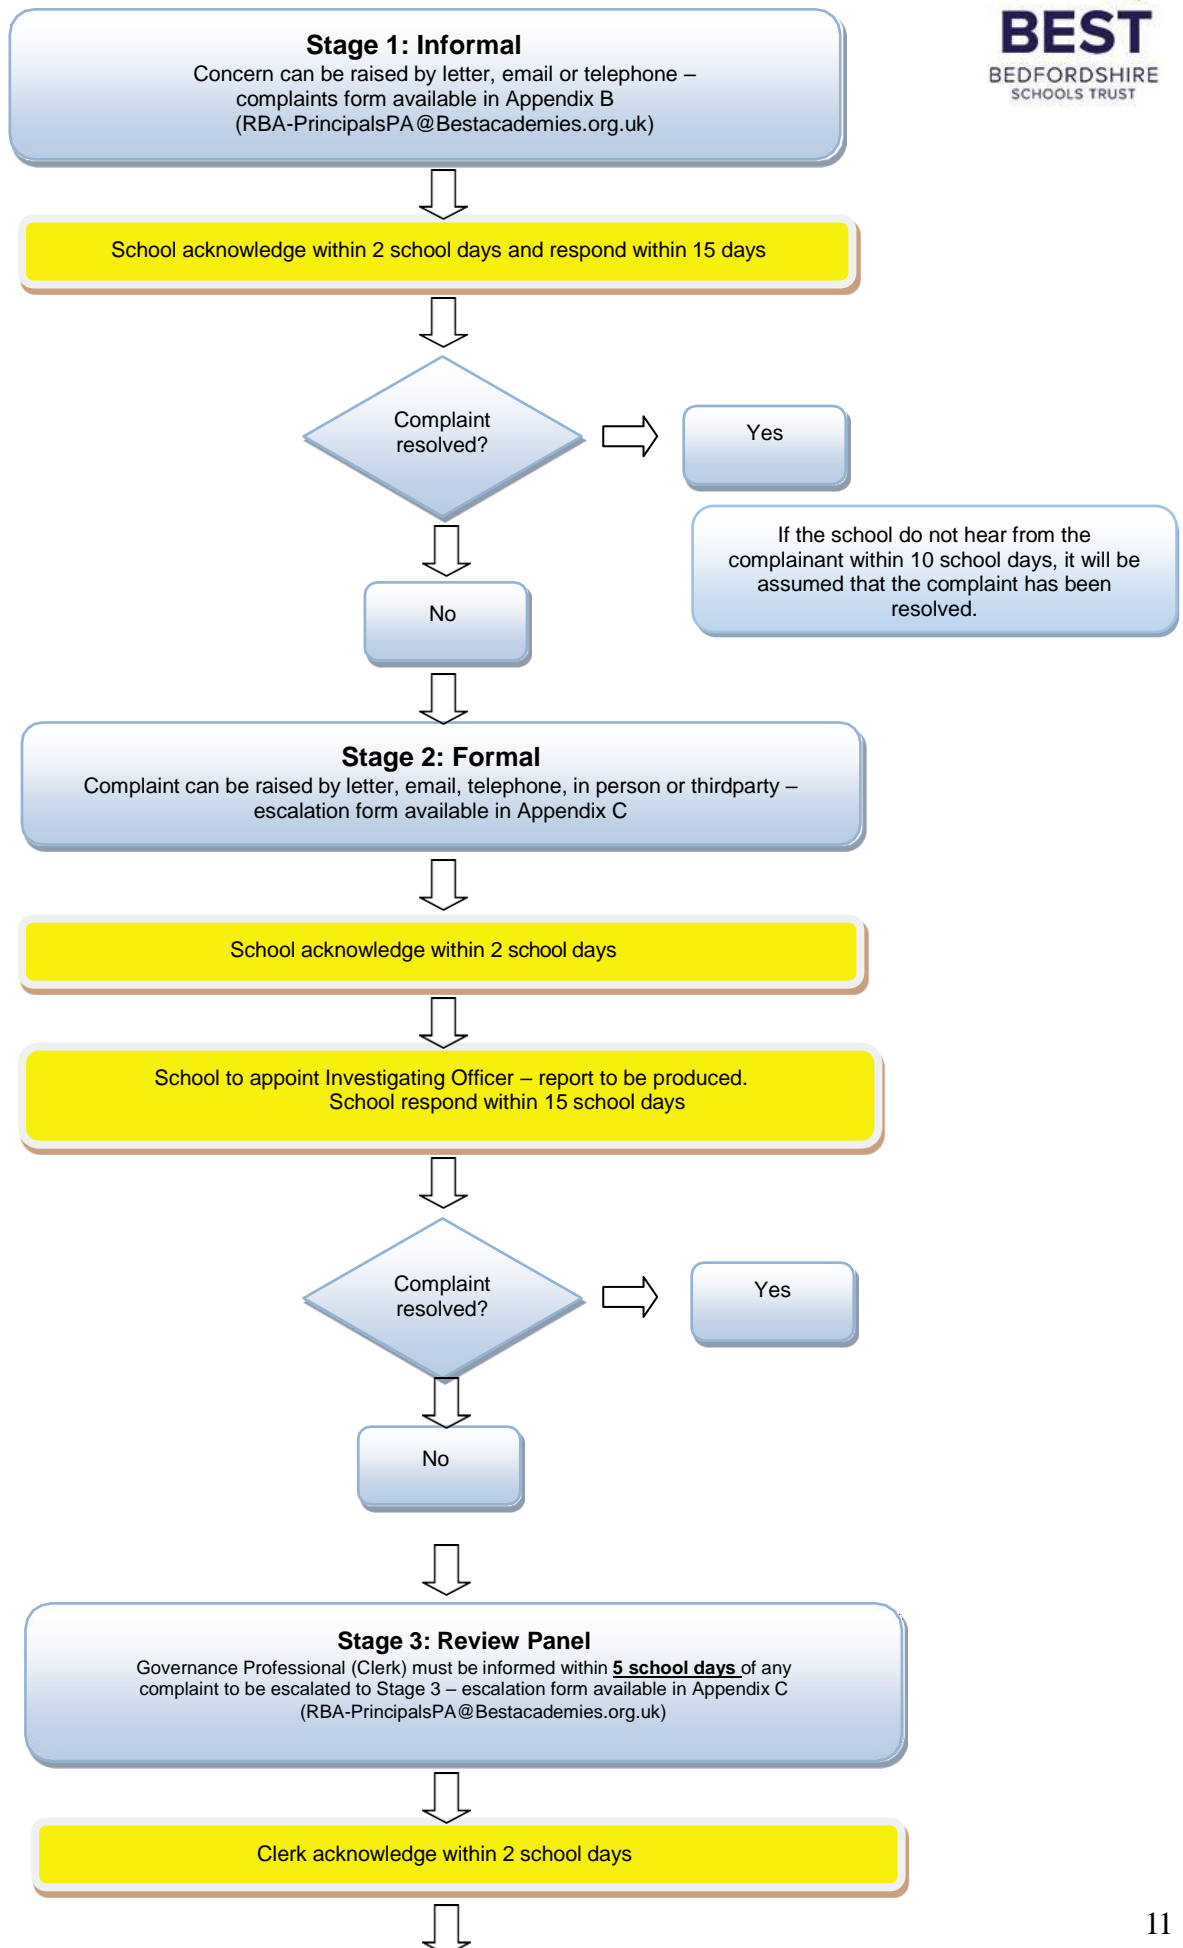 BEST
BEDFORDSHIRE
SCHOOLS TRUST
Stage 1: Informal
Concern can be raised by letter, email or telephone –
complaints form available in Appendix B
(RBA-PrincipalsPA@Bestacademies.org.uk)
School acknowledge within 2 school days and respond within 15 days
Complaint
resolved?
Yes
If the school do not hear from the
complainant within 10 school days, it will be
assumed that the complaint has been
resolved.
No
Stage 2: Formal
Complaint can be raised by letter, email, telephone, in person or thirdparty –
escalation form available in Appendix C
School acknowledge within 2 school days
School to appoint Investigating Officer – report to be produced.
School respond within 15 school days
Complaint
resolved?
Yes
No
Stage 3: Review Panel
Governance Professional (Clerk) must be informed within 5 school days of any
complaint to be escalated to Stage 3 – escalation form available in Appendix C
(RBA-PrincipalsPA@Bestacademies.org.uk)
Clerk acknowledge within 2 school days
11